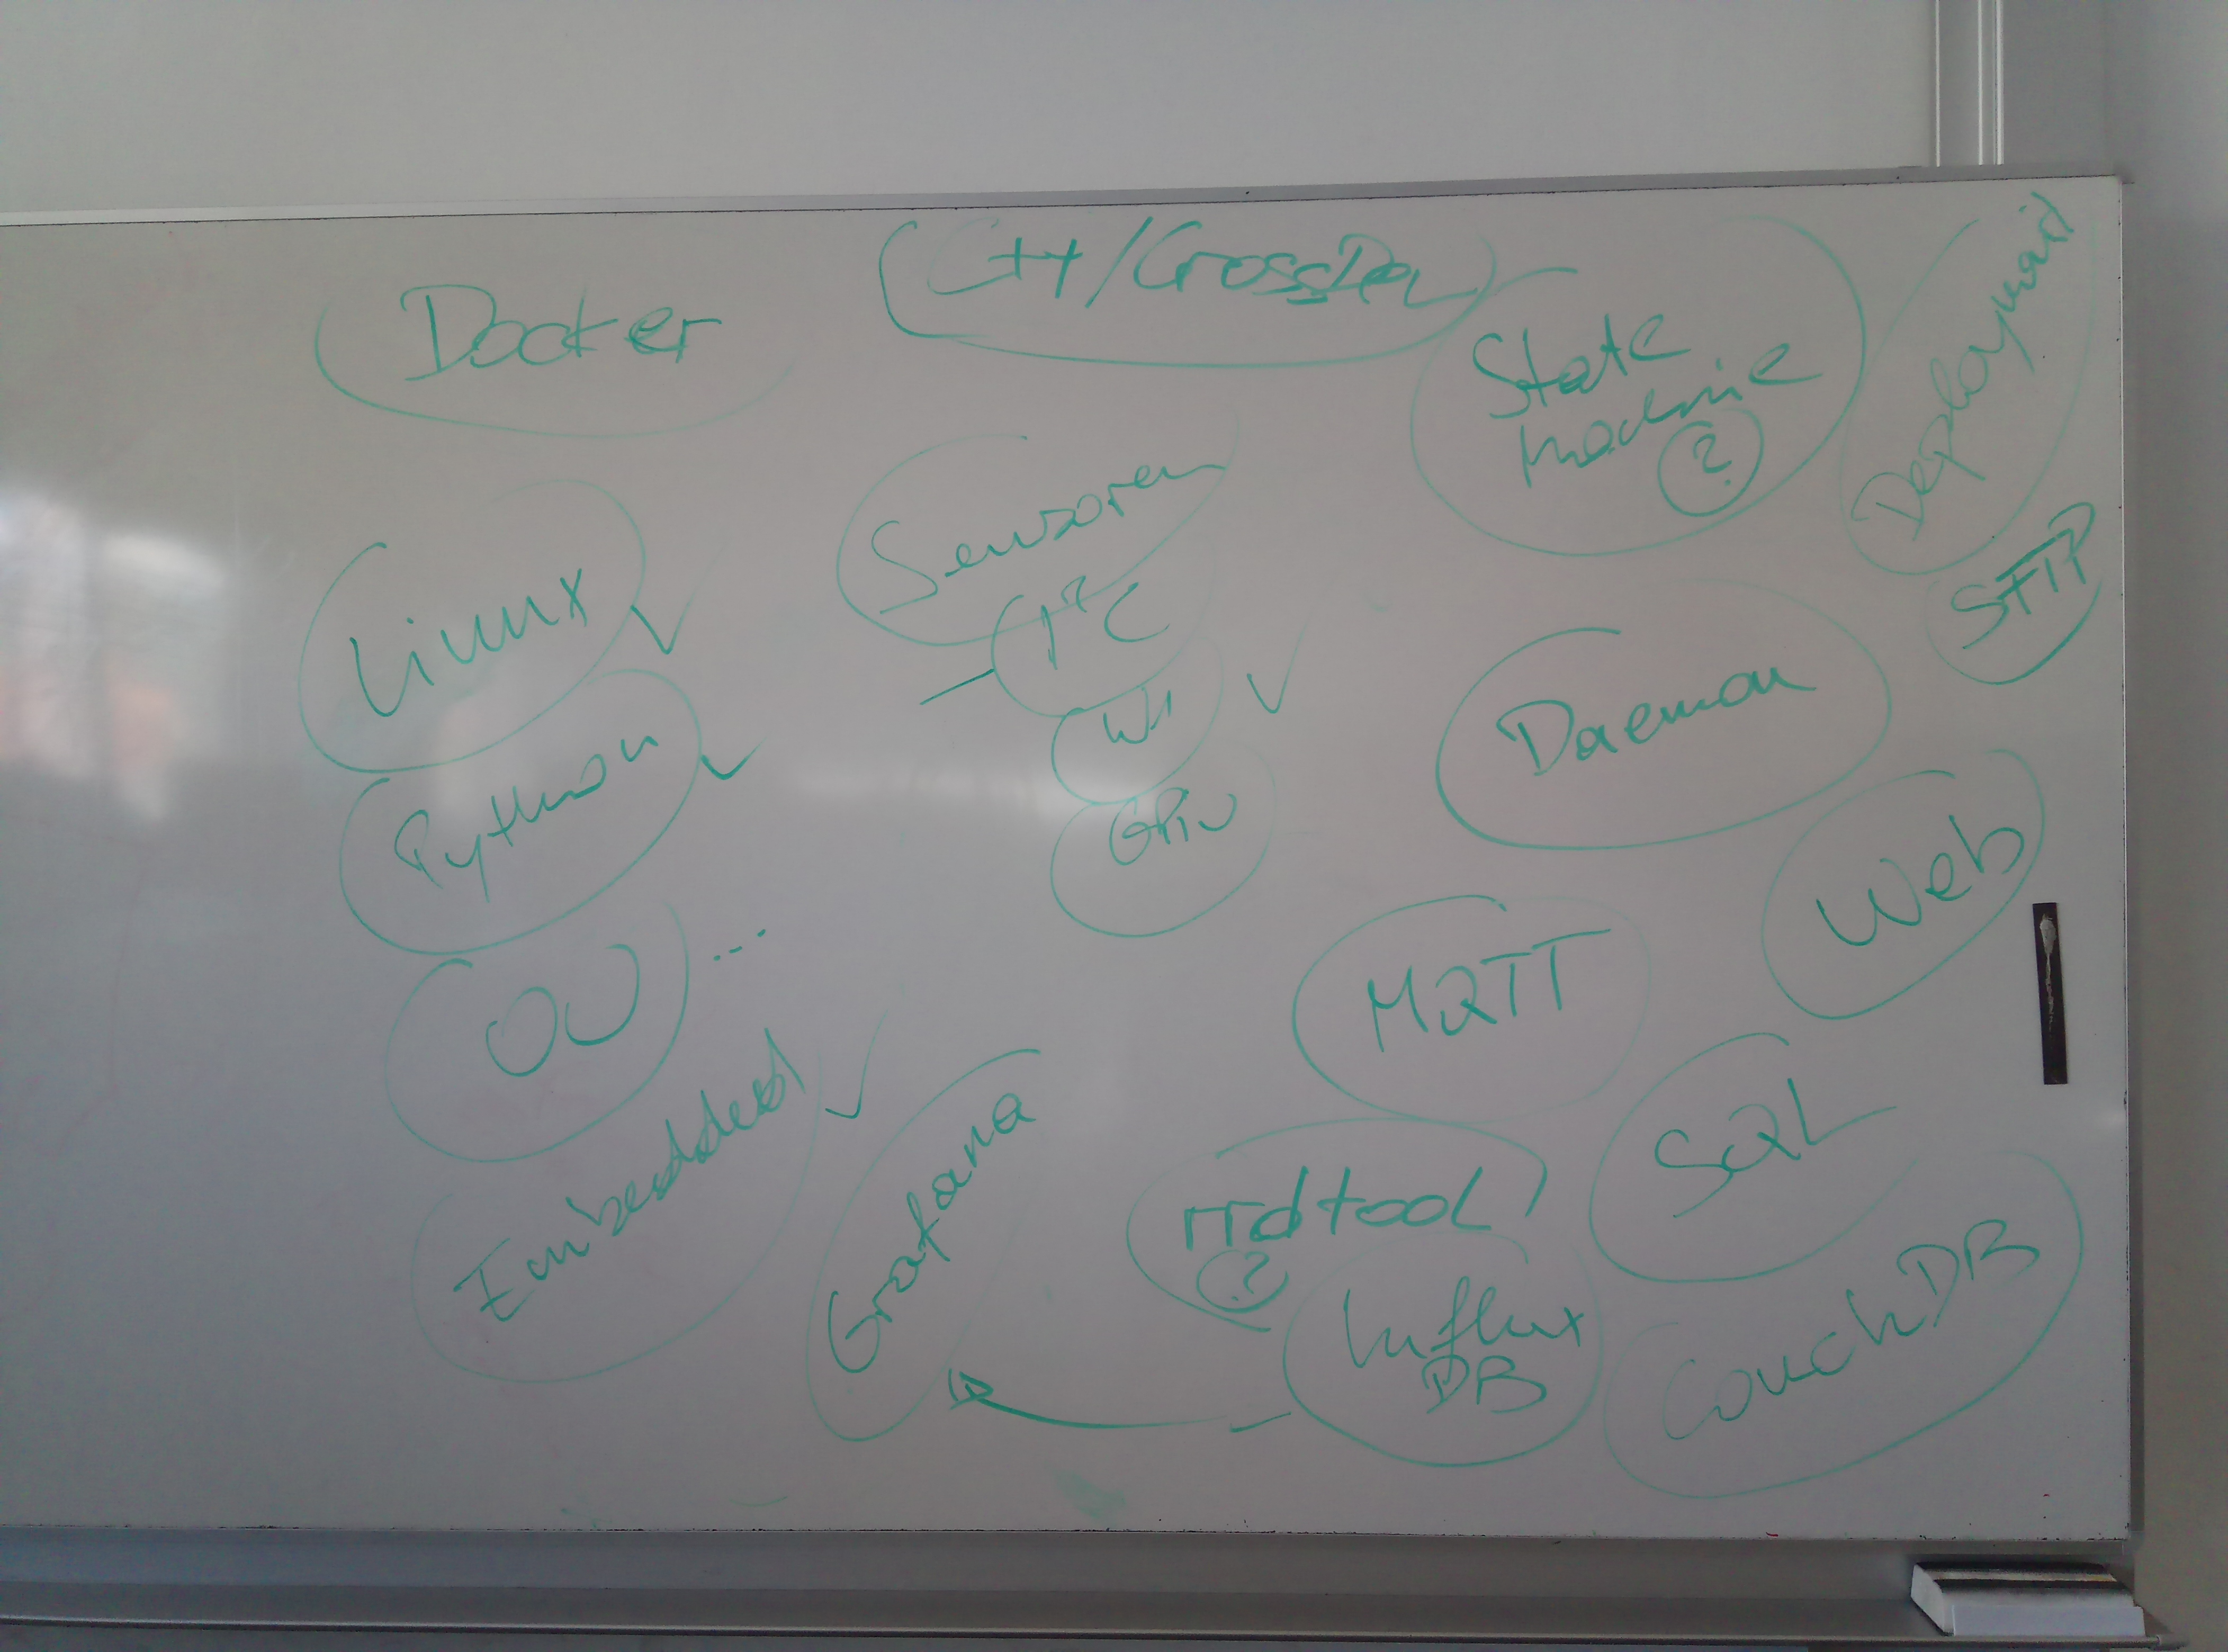 Docker
C++/CrossDev
State
Machine
?
Deployment
SFTP
Sensoren
I²C
W1
GPIO
Linux
Python
OO ...
Embedded
Daemon
Web
MQTT
SQL
rrdtool
?
Grafana
Influx
DB
CouchDB